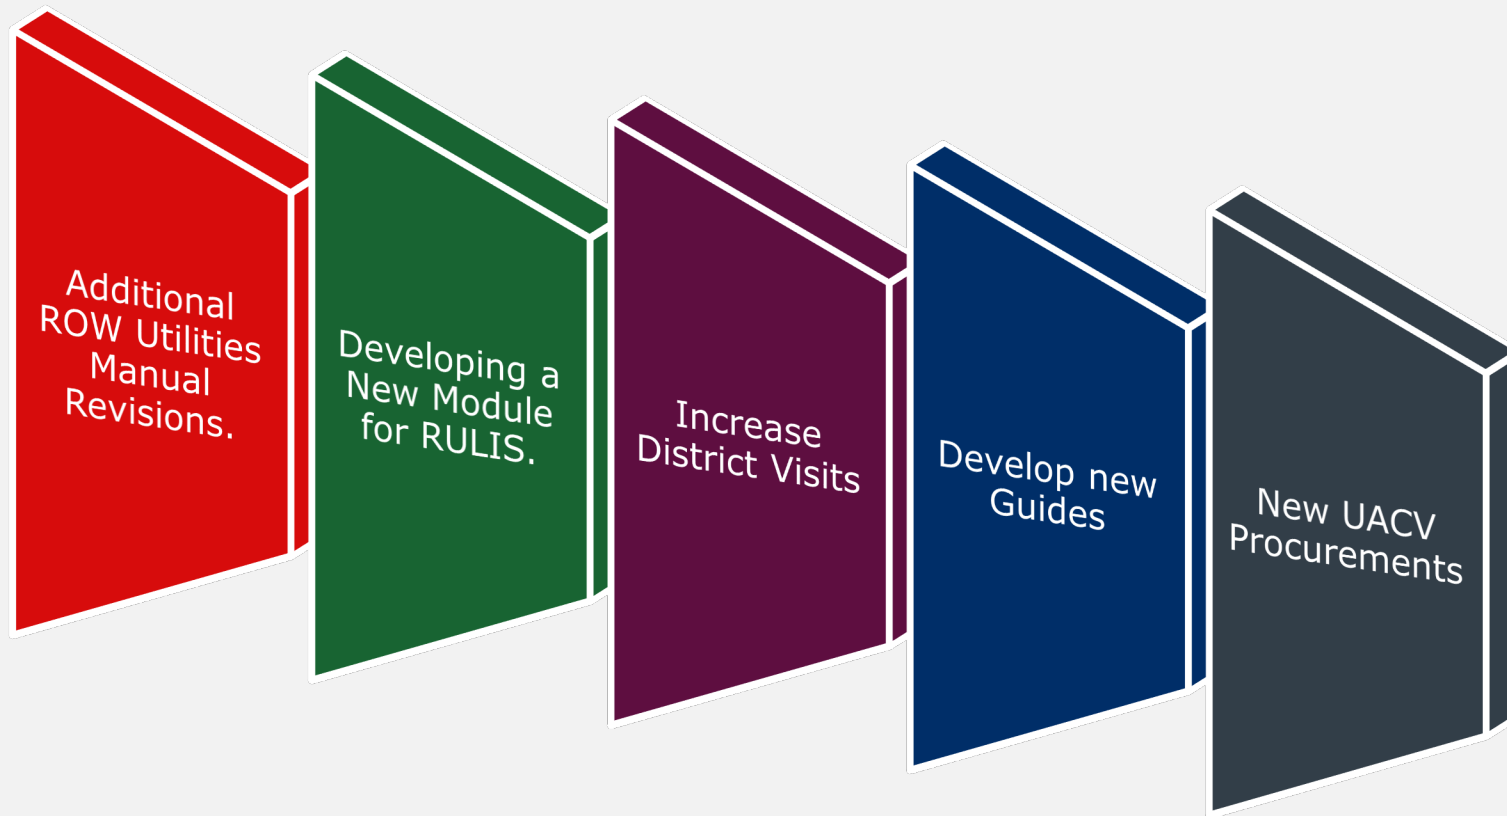 Additional
ROW Utilities
Manual
Revisions.
Developing a
New Module
for RULIS.
Increase
District Visits
Develop new
Guides
New UACV
Procurements